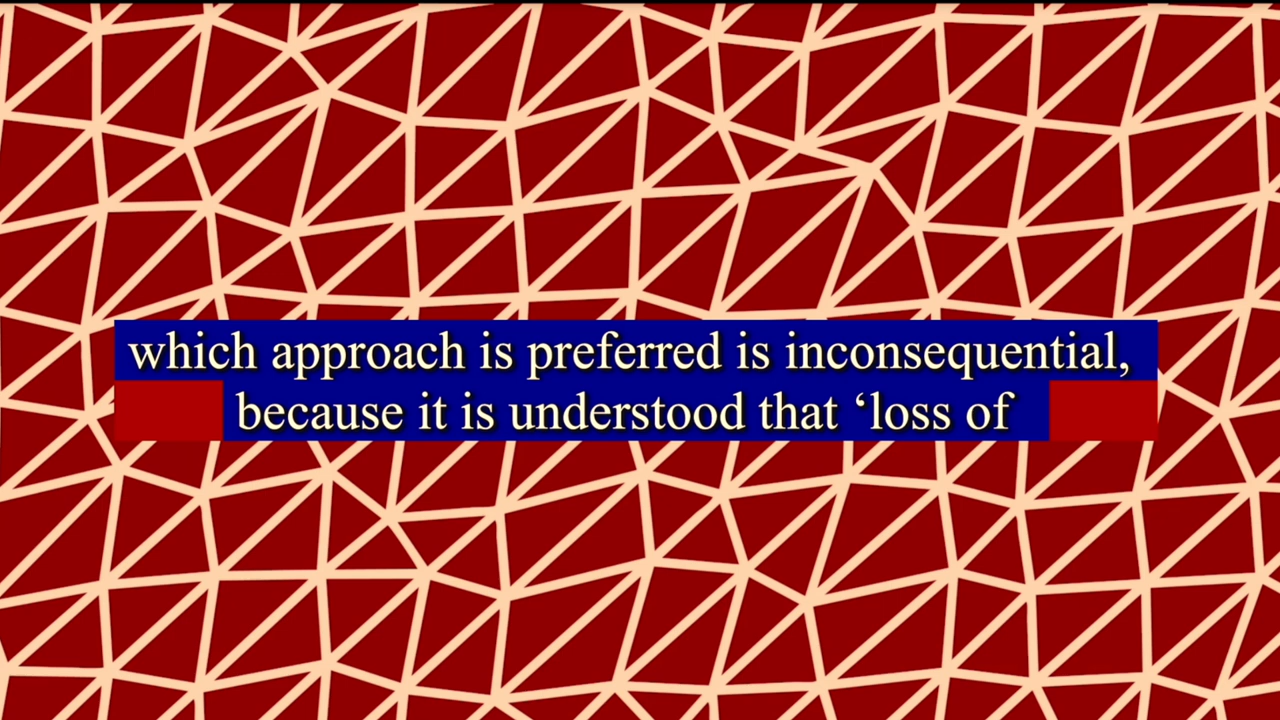 which approach is preferred is inconsequential,
because it is understood that ‘loss of